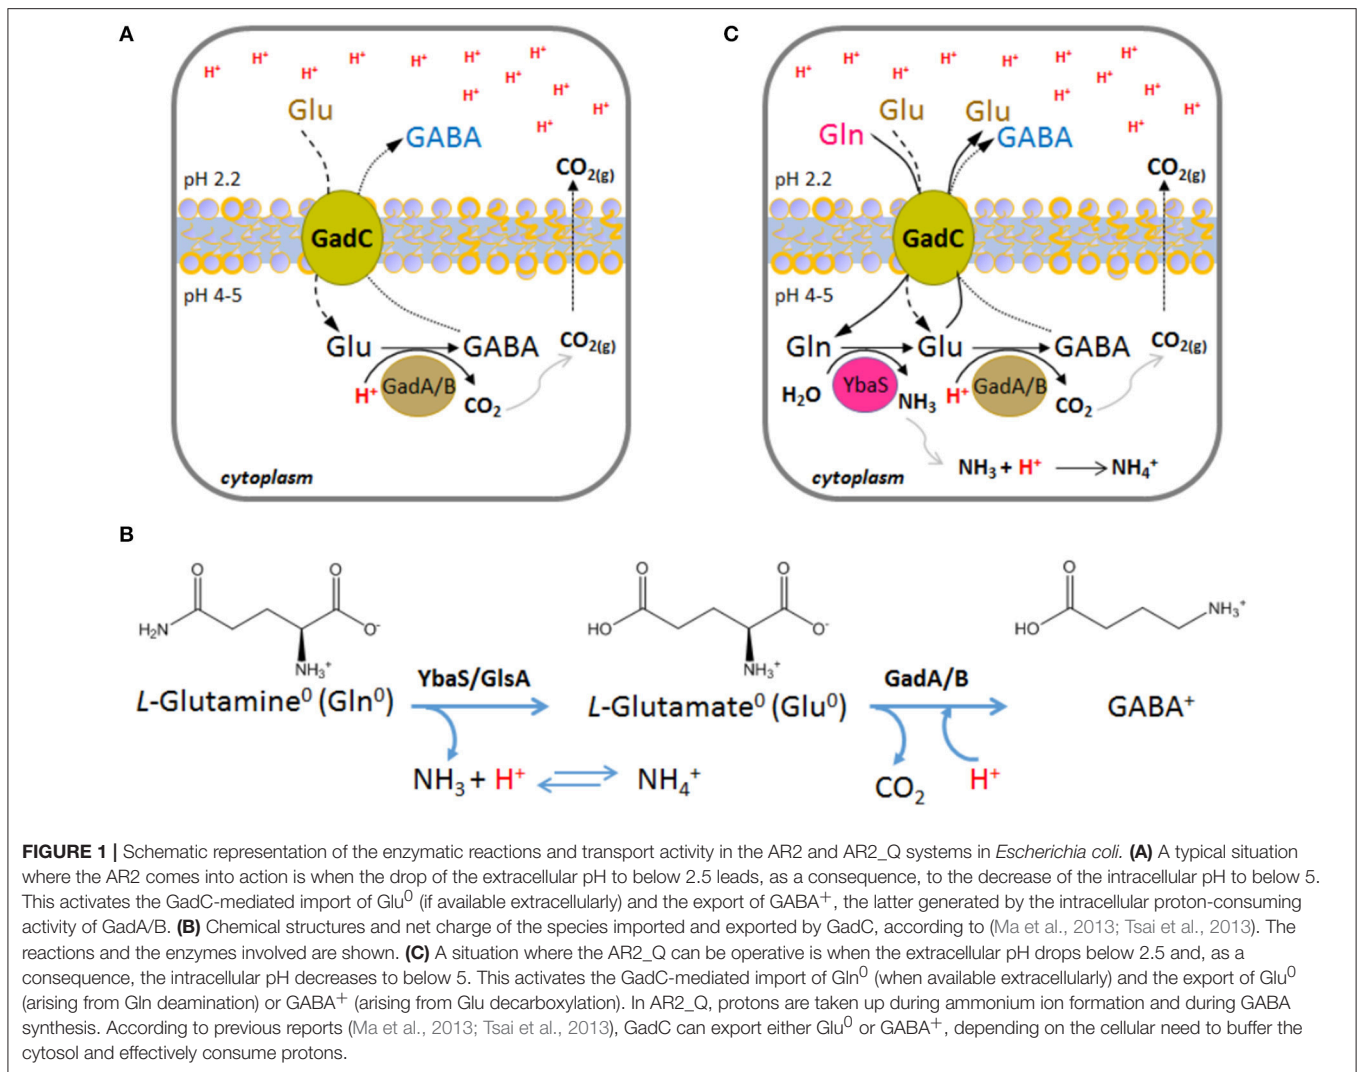 A
H⁺ H⁺ H⁺ H⁺ H⁺ H⁺ H⁺ H⁺ H⁺ H⁺ H⁺ H⁺
Glu
GABA
CO₂(g)
pH 2.2
GadC
pH 4-5
Glu
GABA
CO₂(g)
H⁺
GadA/B
CO₂
cytoplasm
C
H⁺ H⁺ H⁺ H⁺ H⁺ H⁺ H⁺ H⁺ H⁺ H⁺ H⁺ H⁺
Glu
Glu
Gln
GABA
CO₂(g)
pH 2.2
GadC
pH 4-5
Gln
Glu
GABA
CO₂(g)
H₂O
YbaS
NH₃
H⁺
GadA/B
CO₂
NH₃ + H⁺ NH₄⁺
cytoplasm
B
O O
H₂N O⁻
NH₃⁺
O O
HO O⁻
NH₃⁺
O
HO NH₃⁺
L-Glutamine⁰ (Gln⁰)
YbaS/GlsA
L-Glutamate⁰ (Glu⁰)
GadA/B
GABA⁺
NH₃ + H⁺ NH₄⁺
CO₂ H⁺
FIGURE 1 | Schematic representation of the enzymatic reactions and transport activity in the AR2 and AR2_Q systems in Escherichia coli. (A) A typical situation
where the AR2 comes into action is when the drop of the extracellular pH to below 2.5 leads, as a consequence, to the decrease of the intracellular pH to below 5.
This activates the GadC-mediated import of Glu⁰ (if available extracellularly) and the export of GABA⁺, the latter generated by the intracellular proton-consuming
activity of GadA/B. (B) Chemical structures and net charge of the species imported and exported by GadC, according to (Ma et al., 2013; Tsai et al., 2013). The
reactions and the enzymes involved are shown. (C) A situation where the AR2_Q can be operative is when the extracellular pH drops below 2.5 and, as a
consequence, the intracellular pH decreases to below 5. This activates the GadC-mediated import of Gln⁰ (when available extracellularly) and the export of Glu⁰
(arising from Gln deamination) or GABA⁺ (arising from Glu decarboxylation). In AR2_Q, protons are taken up during ammonium ion formation and during GABA
synthesis. According to previous reports (Ma et al., 2013; Tsai et al., 2013), GadC can export either Glu⁰ or GABA⁺, depending on the cellular need to buffer the
cytosol and effectively consume protons.